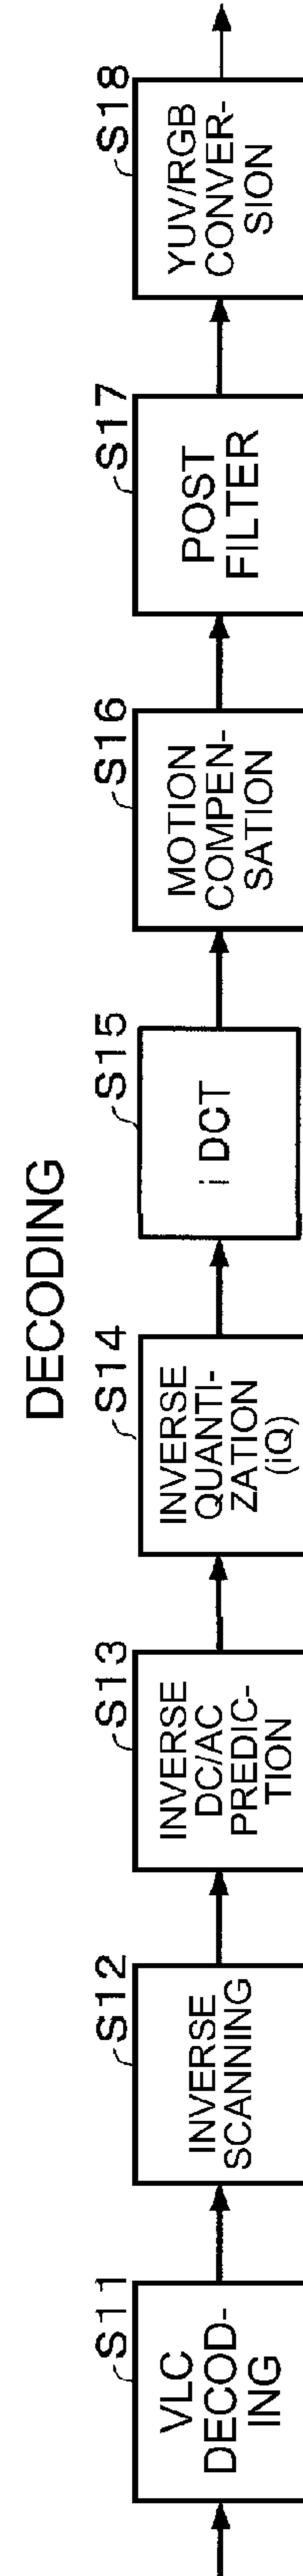 DECODING
S11
VLC
DECOD-
ING
S12
INVERSE
SCANNING
S13
INVERSE
DC/AC
PREDIC-
TION
S14
INVERSE
QUANTI-
ZATION
(iQ)
S15
i DCT
S16
MOTION
COMPEN-
SATION
S17
POST
FILTER
S18
YUV/RGB
CONVER-
SION